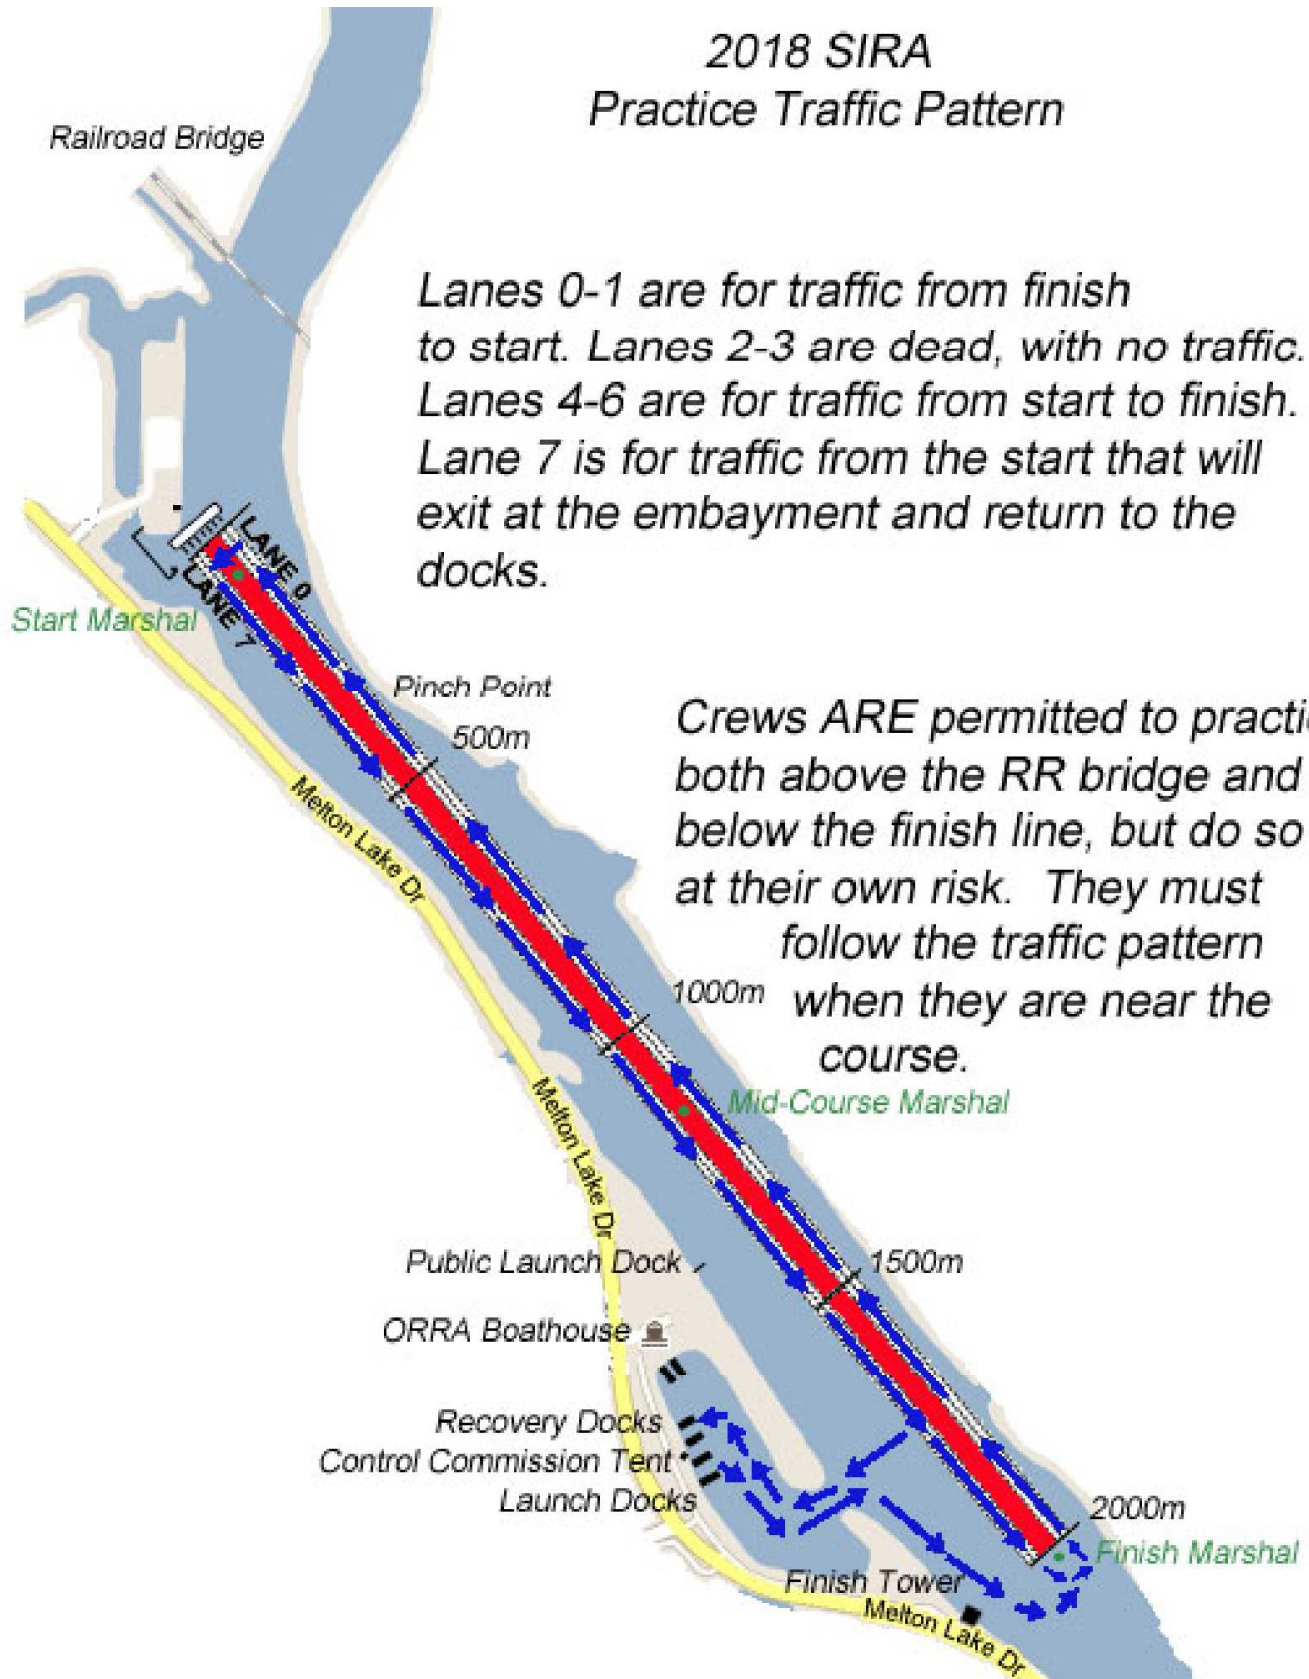 2018 SIRA
Practice Traffic Pattern
Railroad Bridge
Lanes 0-1 are for traffic from finish
to start. Lanes 2-3 are dead, with no traffic.
Lanes 4-6 are for traffic from start to finish.
Lane 7 is for traffic from the start that will
exit at the embayment and return to the
docks.
LANE 0
LANE 7
Start Marshal
Pinch Point
500m
Crews ARE permitted to practi
both above the RR bridge and
below the finish line, but do so
at their own risk. They must
follow the traffic pattern
when they are near the
course.
Melton Lake Dr
1000m
Mid-Course Marshal
Melton Lake Dr
Public Launch Dock
1500m
ORRA Boathouse
Recovery Docks
Control Commission Tent
Launch Docks
2000m
Finish Marshal
Finish Tower
Melton Lake Dr